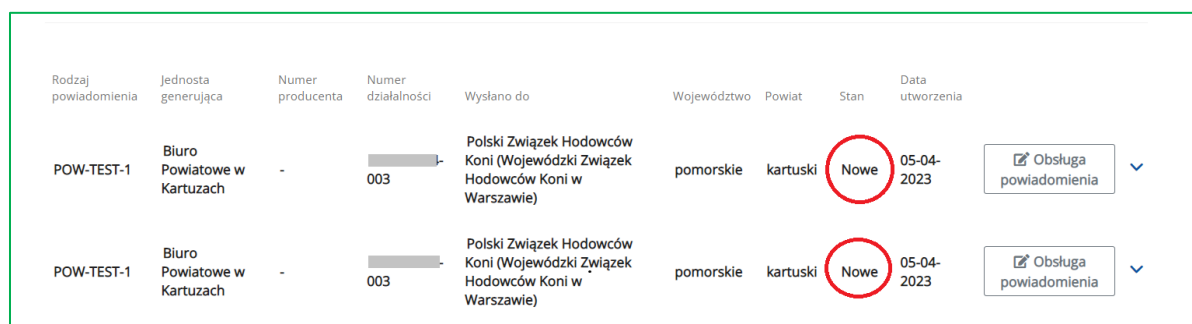 Rodzaj powiadomienia
Jednosta generująca
Numer producenta
Numer działalności
Wysłano do
Województwo
Powiat
Stan
Data utworzenia
POW-TEST-1
Biuro
Powiatowe w
Kartuzach
-
-
003
Polski Związek Hodowców
Koni (Wojewódzki Związek
Hodowców Koni w
Warszawie)
pomorskie
kartuski
Nowe
05-04-
2023
Obsługa
powiadomienia
POW-TEST-1
Biuro
Powiatowe w
Kartuzach
-
-
003
Polski Związek Hodowców
Koni (Wojewódzki Związek
Hodowców Koni w
Warszawie)
pomorskie
kartuski
Nowe
05-04-
2023
Obsługa
powiadomienia